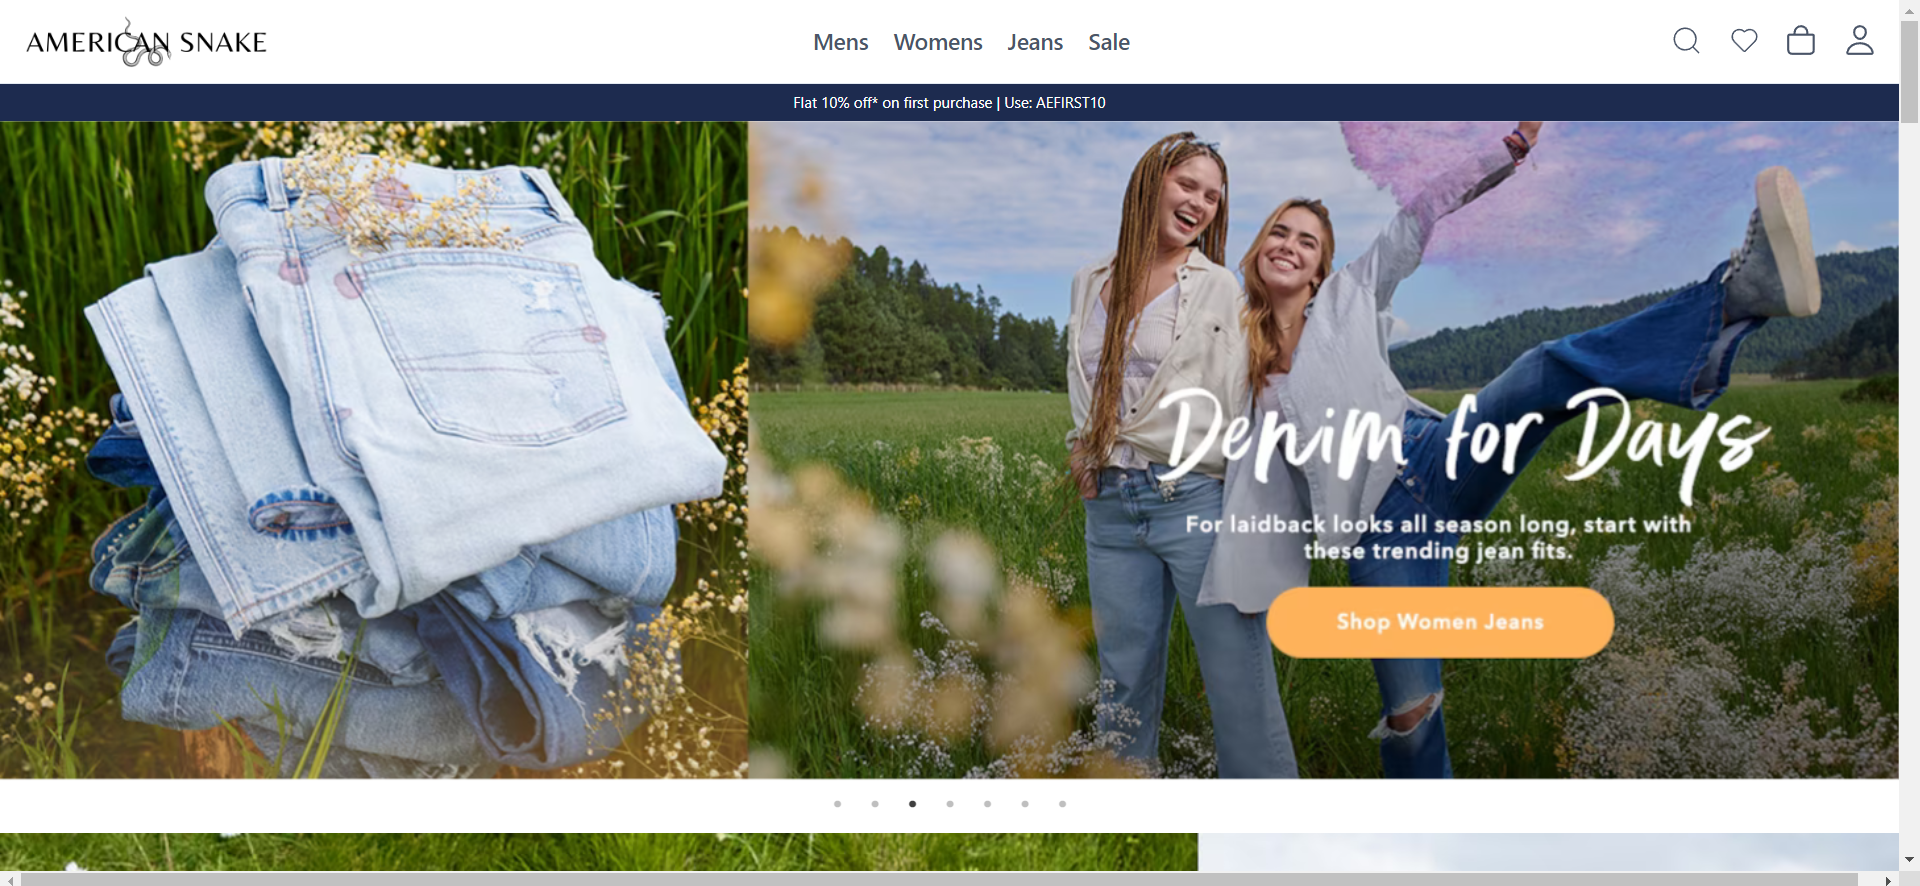 AMERICAN SNAKE
Mens Womens Jeans Sale
Flat 10% off* on first purchase | Use: AEFIRST10
Denim for Days
For laidback looks all season long, start with
these trending jean fits.
Shop Women Jeans